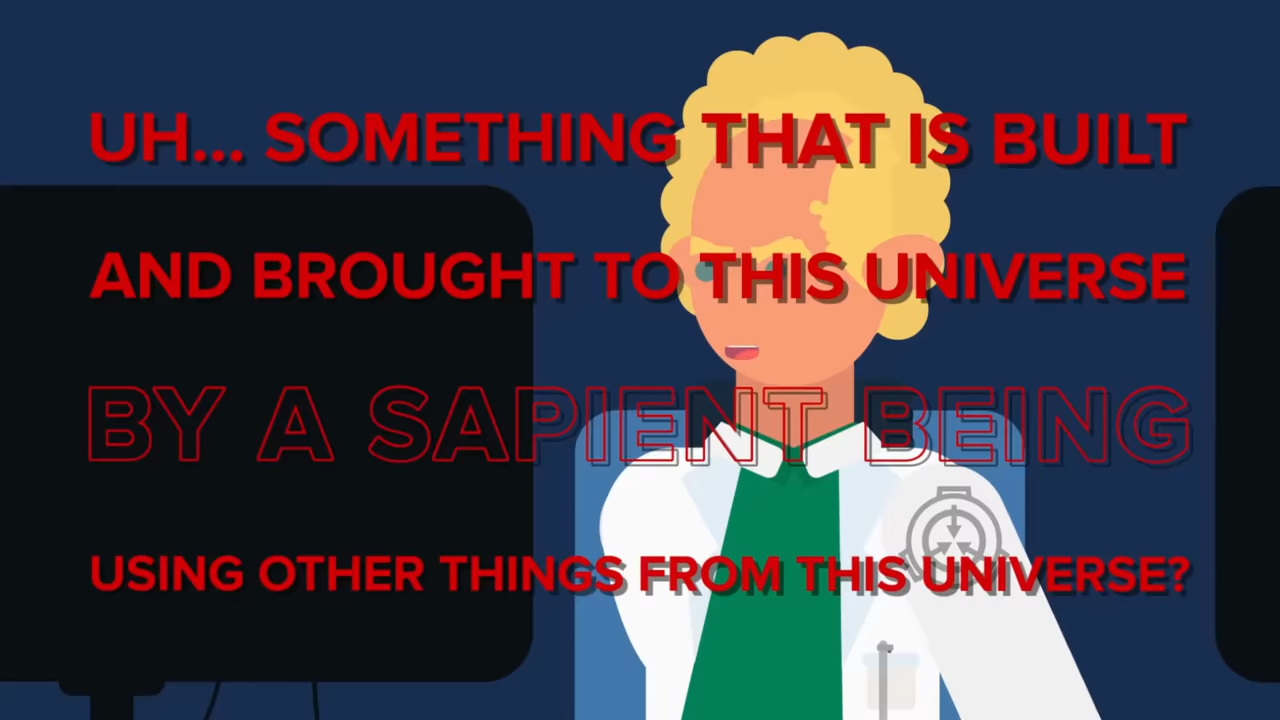 UH... SOMETHING THAT IS BUILT
AND BROUGHT TO THIS UNIVERSE
BY A SAPIENT BEING
USING OTHER THINGS FROM THIS UNIVERSE?